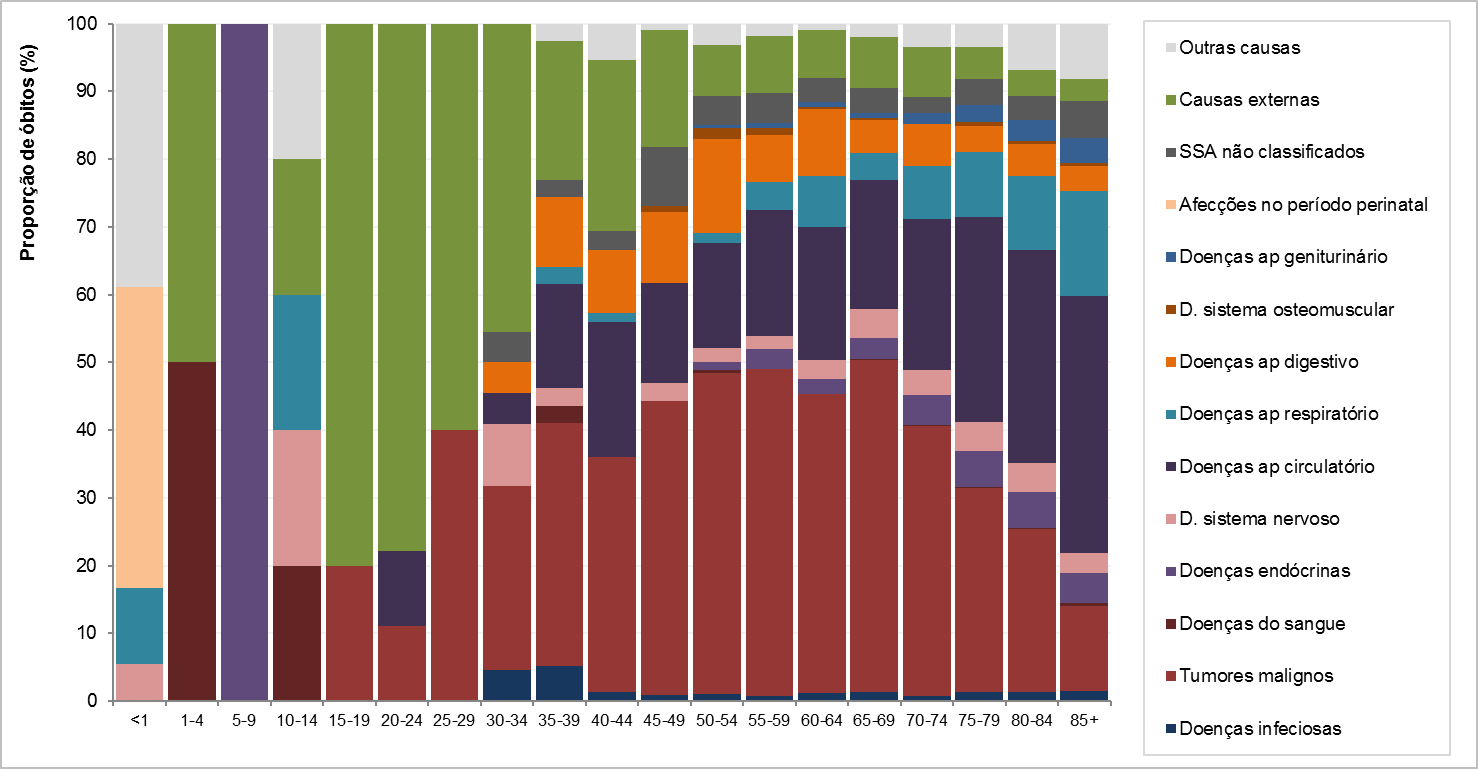 Proporção de óbitos (%)
100
90
80
70
60
50
40
30
20
10
0
<1 1-4 5-9 10-14 15-19 20-24 25-29 30-34 35-39 40-44 45-49 50-54 55-59 60-64 65-69 70-74 75-79 80-84 85+
Outras causas
Causas externas
SSA não classificados
Afecções no período perinatal
Doenças ap geniturinário
D. sistema osteomuscular
Doenças ap digestivo
Doenças ap respiratório
Doenças ap circulatório
D. sistema nervoso
Doenças endócrinas
Doenças do sangue
Tumores malignos
Doenças infeciosas